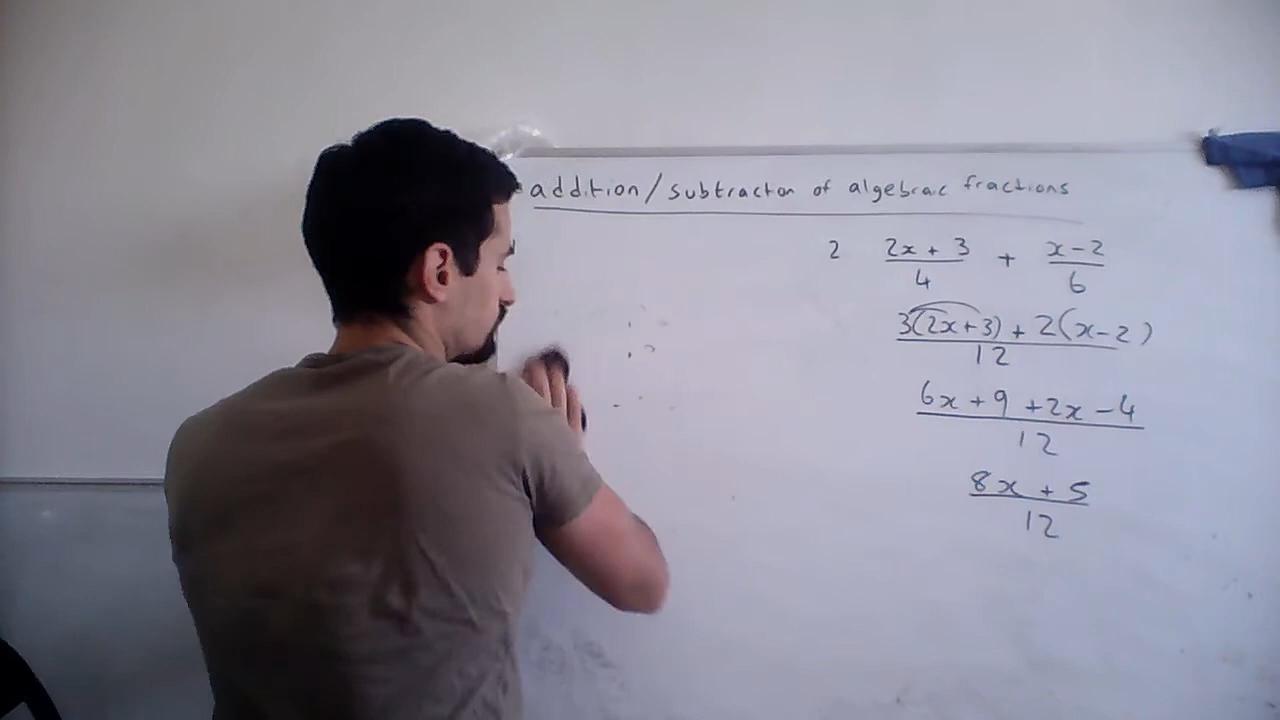 addition/subtracton of algebraic fractions
2 (2x + 3)/4 + (x-2)/6
(3(2x+3) + 2(x-2))/12
(6x + 9 + 2x - 4)/12
(8x + 5)/12